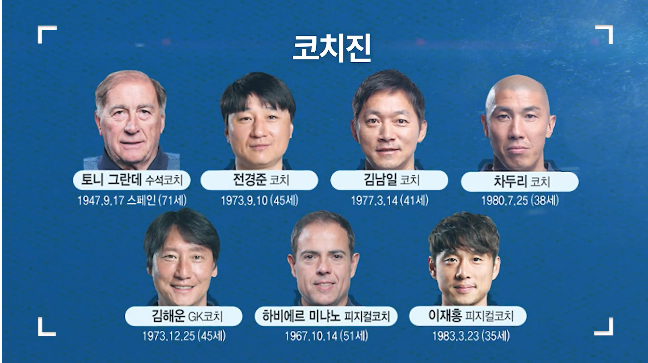 코치진
토니 그란데 수석코치
1947.9.17 스페인 (71세)
전경준 코치
1973.9.10 (45세)
김남일 코치
1977.3.14 (41세)
차두리 코치
1980.7.25 (38세)
김해운 GK코치
1973.12.25 (45세)
하비에르 미냐노 피지컬코치
1967.10.14 (51세)
이재홍 피지컬코치
1983.3.23 (35세)